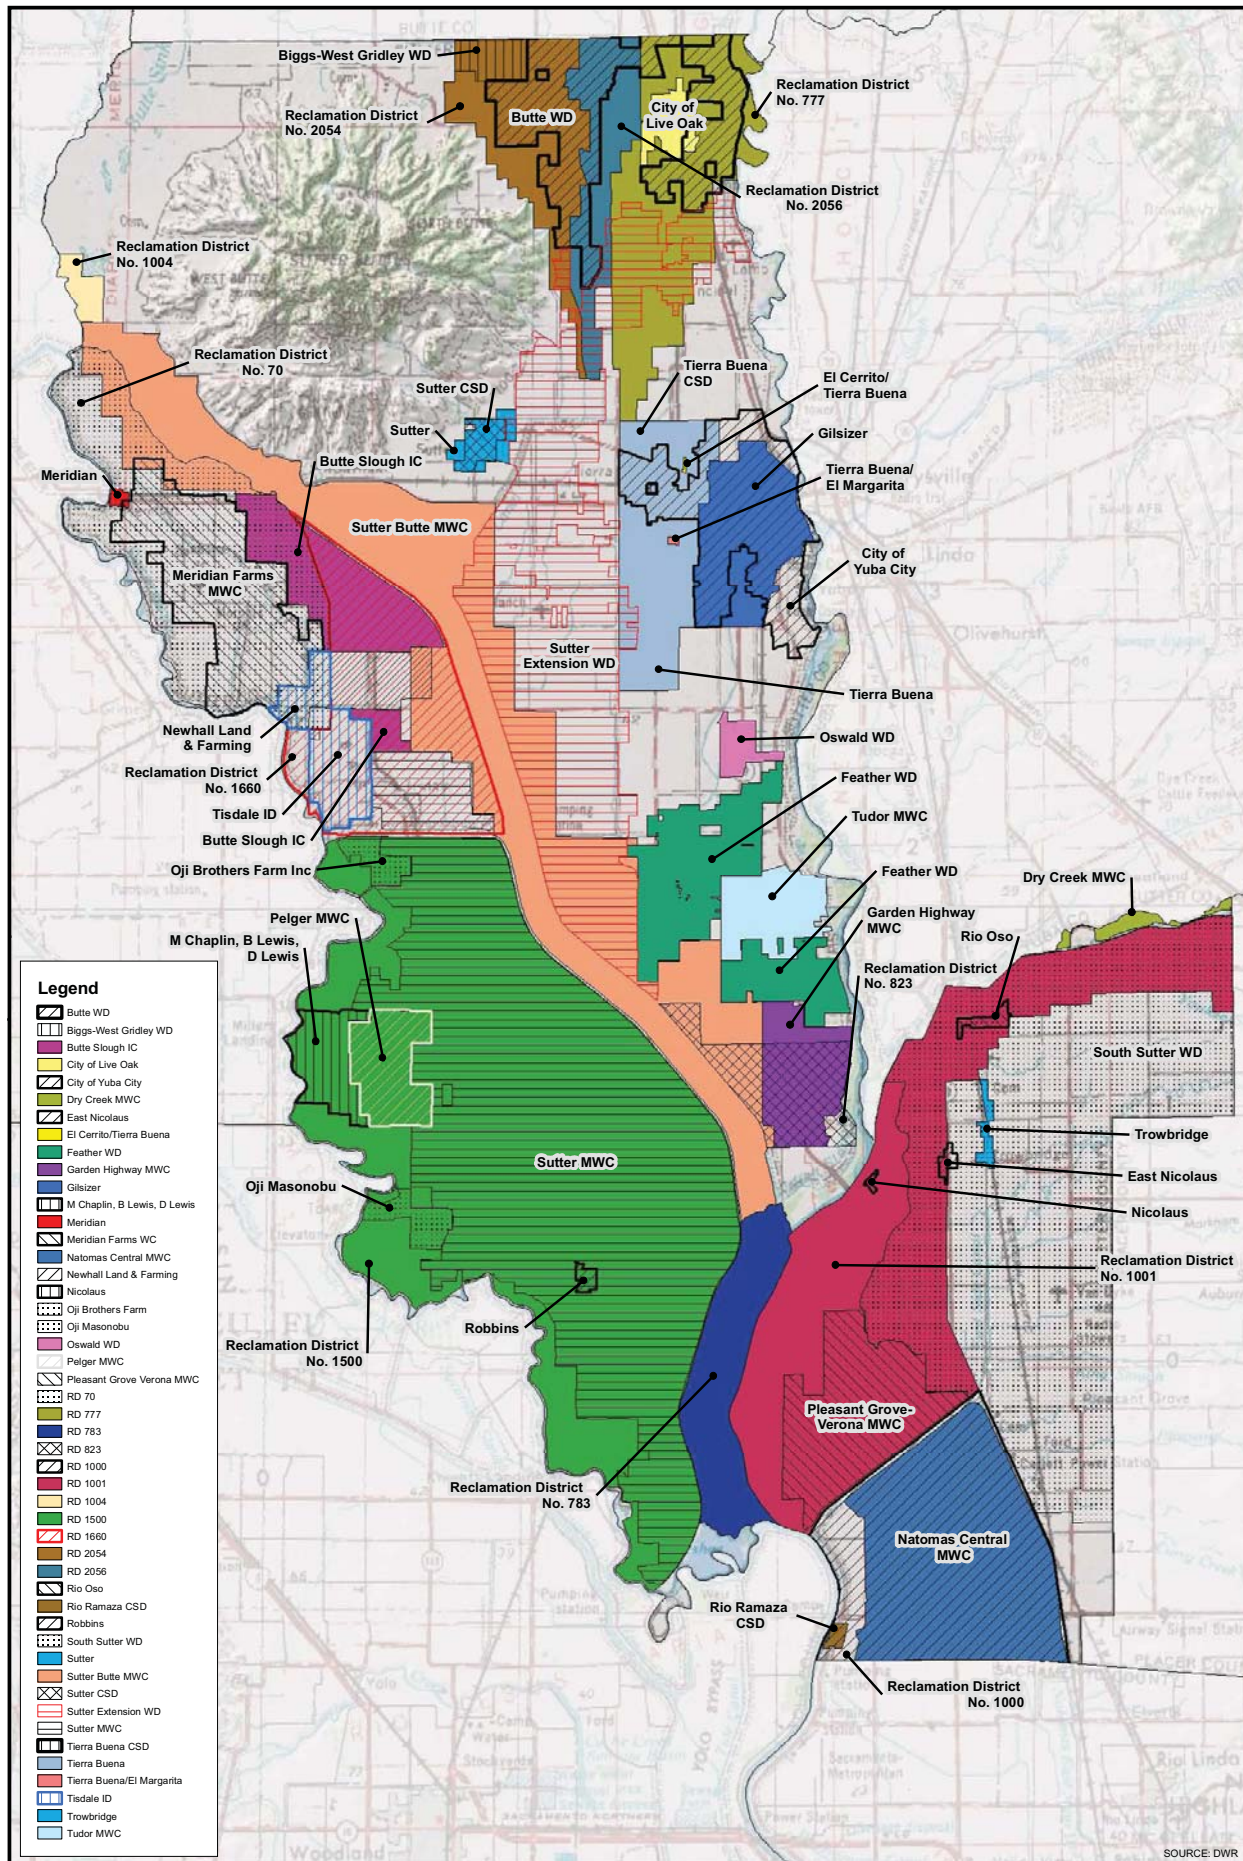 Biggs-West Gridley WD
Reclamation District
No. 2054
Butte WD
City of
Live Oak
Reclamation District
No. 777
Reclamation District
No. 2056
Reclamation District
No. 1004
Reclamation District
No. 70
Sutter CSD
Sutter
Tierra Buena
CSD
El Cerrito/
Tierra Buena
Gilsizer
Tierra Buena/
El Margarita
Meridian
Butte Slough IC
Sutter Butte MWC
Meridian Farms
MWC
City of
Yuba City
Linda
Olivehurst
Sutter
Extension WD
Tierra Buena
Newhall Land
& Farming
Reclamation District
No. 1660
Tisdale ID
Butte Slough IC
Oswald WD
Feather WD
Tudor MWC
Oji Brothers Farm Inc
Feather WD
Dry Creek MWC
Pelger MWC
M Chaplin, B Lewis,
D Lewis
Garden Highway
MWC
Rio Oso
Reclamation District
No. 823
South Sutter WD
Trowbridge
East Nicolaus
Nicolaus
Sutter MWC
Oji Masonobu
Reclamation District
No. 1001
Robbins
Reclamation District
No. 1500
Pleasant Grove-
Verona MWC
Reclamation District
No. 783
Natomas Central
MWC
Rio Ramaza
CSD
Reclamation District
No. 1000
Legend
Butte WD
Biggs-West Gridley WD
Butte Slough IC
City of Live Oak
City of Yuba City
Dry Creek MWC
East Nicolaus
El Cerrito/Tierra Buena
Feather WD
Garden Highway MWC
Gilsizer
M Chaplin, B Lewis, D Lewis
Meridian
Meridian Farms WC
Natomas Central MWC
Newhall Land & Farming
Nicolaus
Oji Brothers Farm
Oji Masonobu
Oswald WD
Pelger MWC
Pleasant Grove Verona MWC
RD 70
RD 777
RD 783
RD 823
RD 1000
RD 1001
RD 1004
RD 1500
RD 1660
RD 2054
RD 2056
Rio Oso
Rio Ramaza CSD
Robbins
South Sutter WD
Sutter
Sutter Butte MWC
Sutter CSD
Sutter Extension WD
Sutter MWC
Tierra Buena CSD
Tierra Buena
Tierra Buena/El Margarita
Tisdale ID
Trowbridge
Tudor MWC
Woodland
Rio Linda
SOURCE: DWR